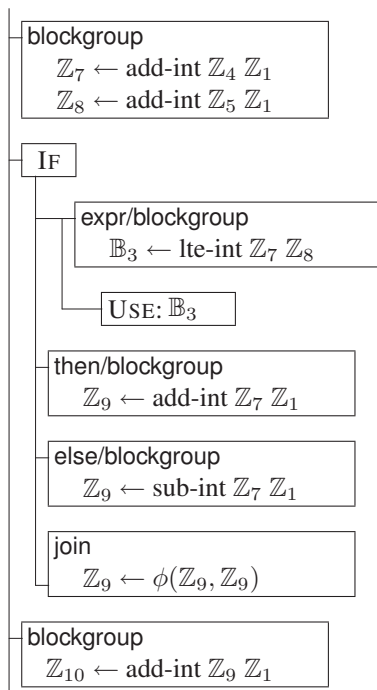 blockgroup
ℤ₇ ← add-int ℤ₄ ℤ₁
ℤ₈ ← add-int ℤ₅ ℤ₁
IF
expr/blockgroup
𝔹₃ ← lte-int ℤ₇ ℤ₈
USE: 𝔹₃
then/blockgroup
ℤ₉ ← add-int ℤ₇ ℤ₁
else/blockgroup
ℤ₉ ← sub-int ℤ₇ ℤ₁
join
ℤ₉ ← ϕ(ℤ₉, ℤ₉)
blockgroup
ℤ₁₀ ← add-int ℤ₉ ℤ₁